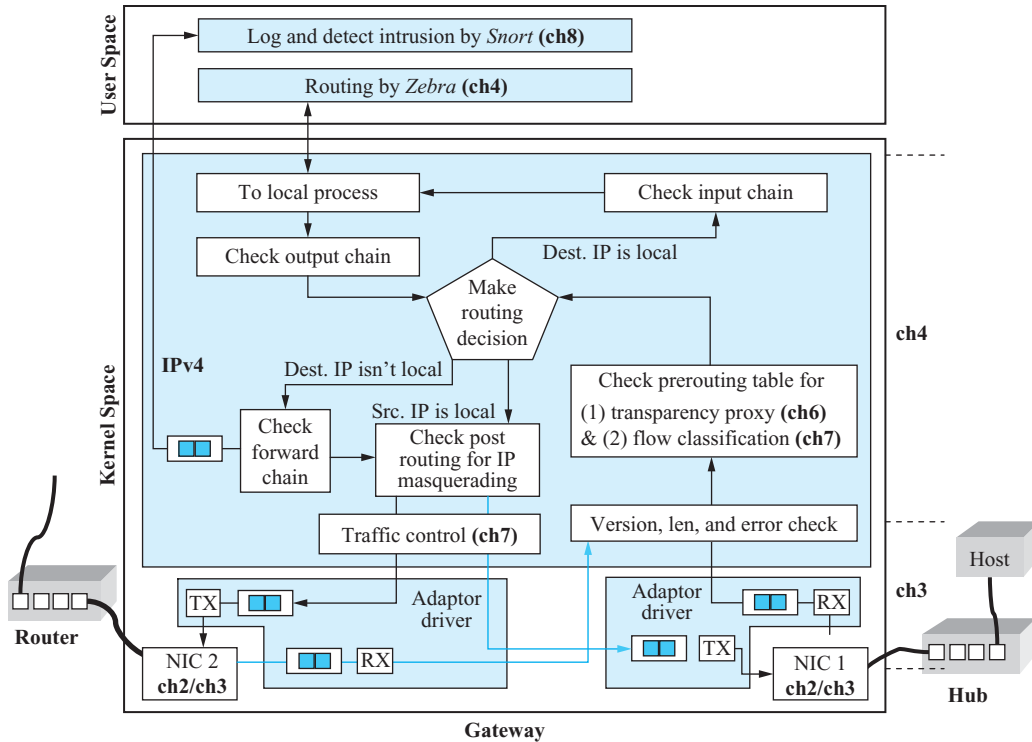 User Space
Log and detect intrusion by Snort (ch8)
Routing by Zebra (ch4)
Kernel Space
To local process
Check input chain
Check output chain
Dest. IP is local
Make
routing
decision
IPv4
Dest. IP isn't local
ch4
Check prerouting table for
(1) transparency proxy (ch6)
& (2) flow classification (ch7)
Src. IP is local
Check
forward
chain
Check post
routing for IP
masquerading
Traffic control (ch7)
Version, len, and error check
Host
ch3
TX
Adaptor
driver
Adaptor
driver
RX
Router
NIC 2
ch2/ch3
RX
TX
NIC 1
ch2/ch3
Hub
Gateway